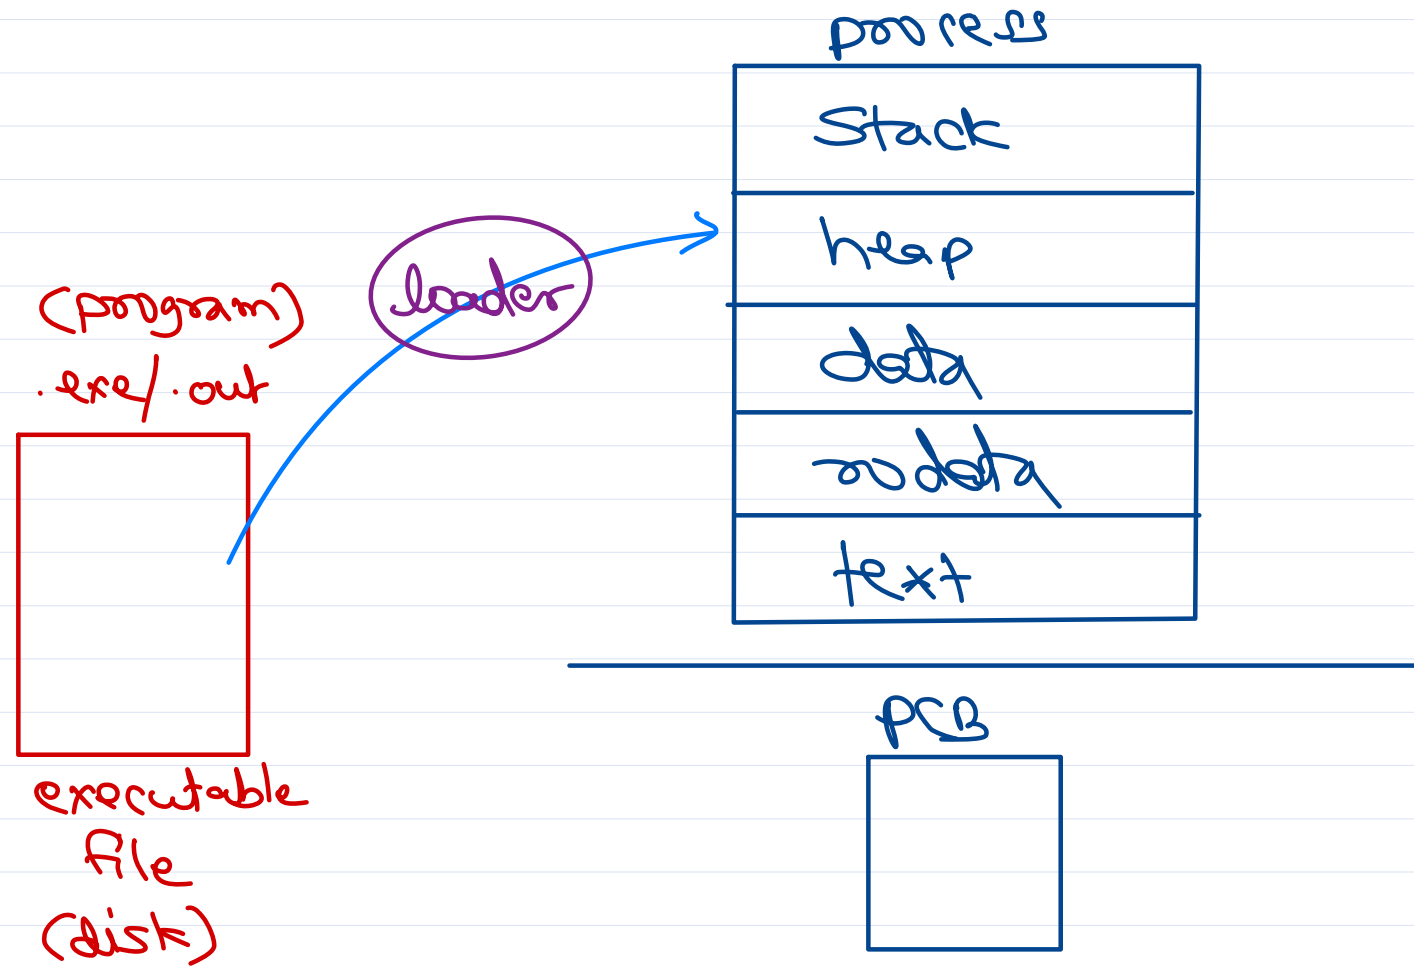 process
Stack
heap
data
rodata
text
loader
(program)
.exe/.out
executable
file
(disk)
PCB